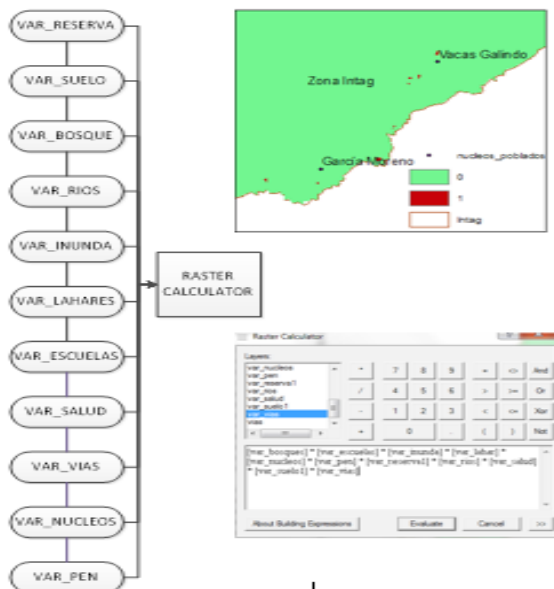 VAR_RESERVA
VAR_SUELO
VAR_BOSQUE
VAR_RIOS
VAR_INUNDA
VAR_LAHARES
VAR_ESCUELAS
VAR_SALUD
VAR_VIAS
VAR_NUCLEOS
VAR_PEN
RASTER
CALCULATOR
Vacas Galindo
Zona Intag
García Moreno
nucleos_poblados
0
1
Intag
Raster Calculator
Layers:
var_nucleos
var_pen
var_reserva1
var_rios
var_salud
var_suelo1
var_vias
vias
* 7 8 9 = <> And
/ 4 5 6 > >= Or
- 1 2 3 < <= Xor
+ 0 . ( ) Not
[var_bosques] * [var_escuelas] * [var_inunda] * [var_lahar] *
[var_nucleos] * [var_pen] * [var_reserva1] * [var_rios] * [var_salud]
* [var_suelo1] * [var_vias]
About Building Expressions Evaluate Cancel >>